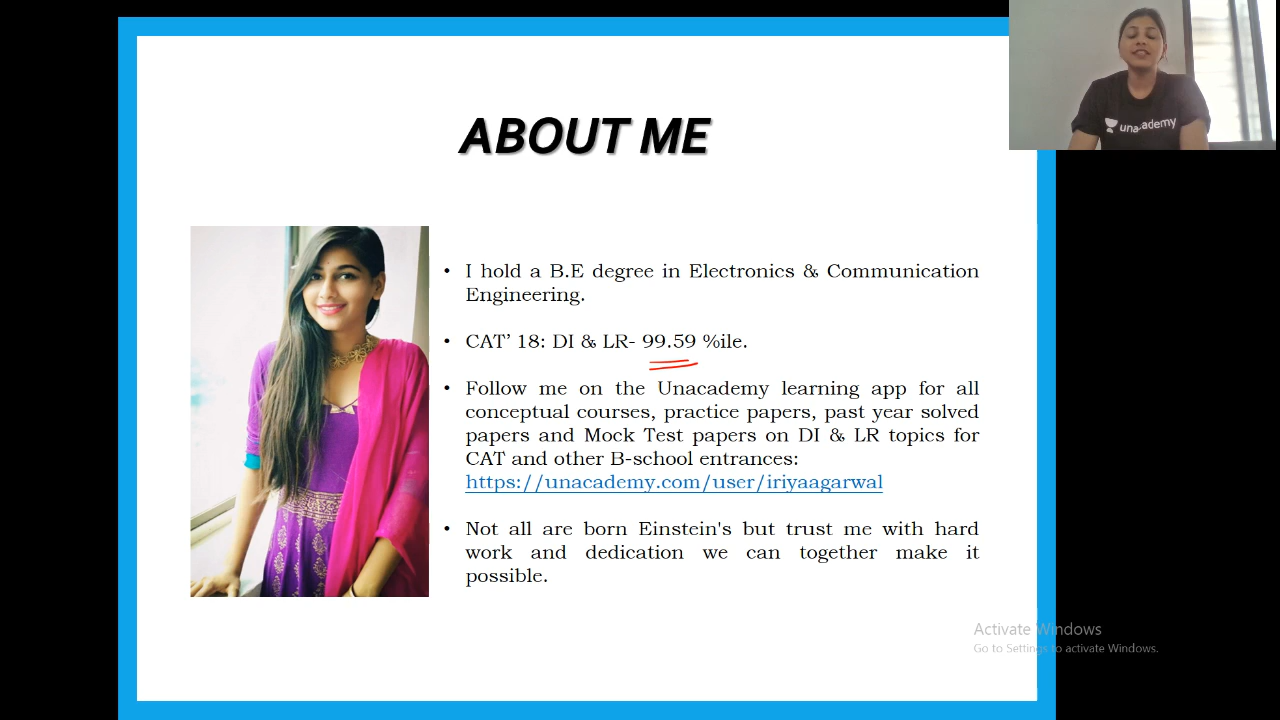 unacademy
ABOUT ME
• I hold a B.E degree in Electronics & Communication
Engineering.
• CAT’ 18: DI & LR- 99.59 %ile.
• Follow me on the Unacademy learning app for all
conceptual courses, practice papers, past year solved
papers and Mock Test papers on DI & LR topics for
CAT and other B-school entrances:
https://unacademy.com/user/iriyaagarwal
• Not all are born Einstein's but trust me with hard
work and dedication we can together make it
possible.
Activate Windows
Go to Settings to activate Windows.